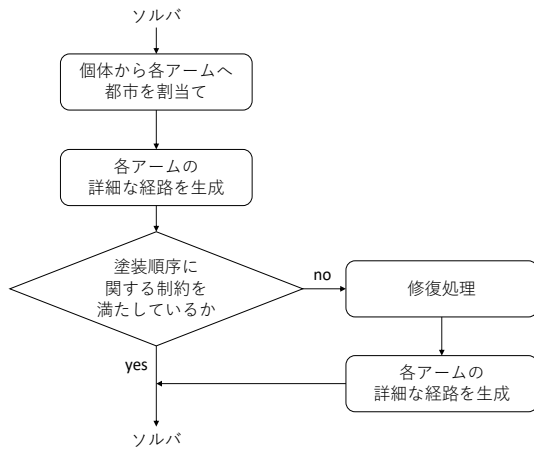 ソルバ
個体から各アームへ
都市を割当て
各アームの
詳細な経路を生成
塗装順序に
関する制約を
満たしているか
no
修復処理
yes
各アームの
詳細な経路を生成
ソルバ